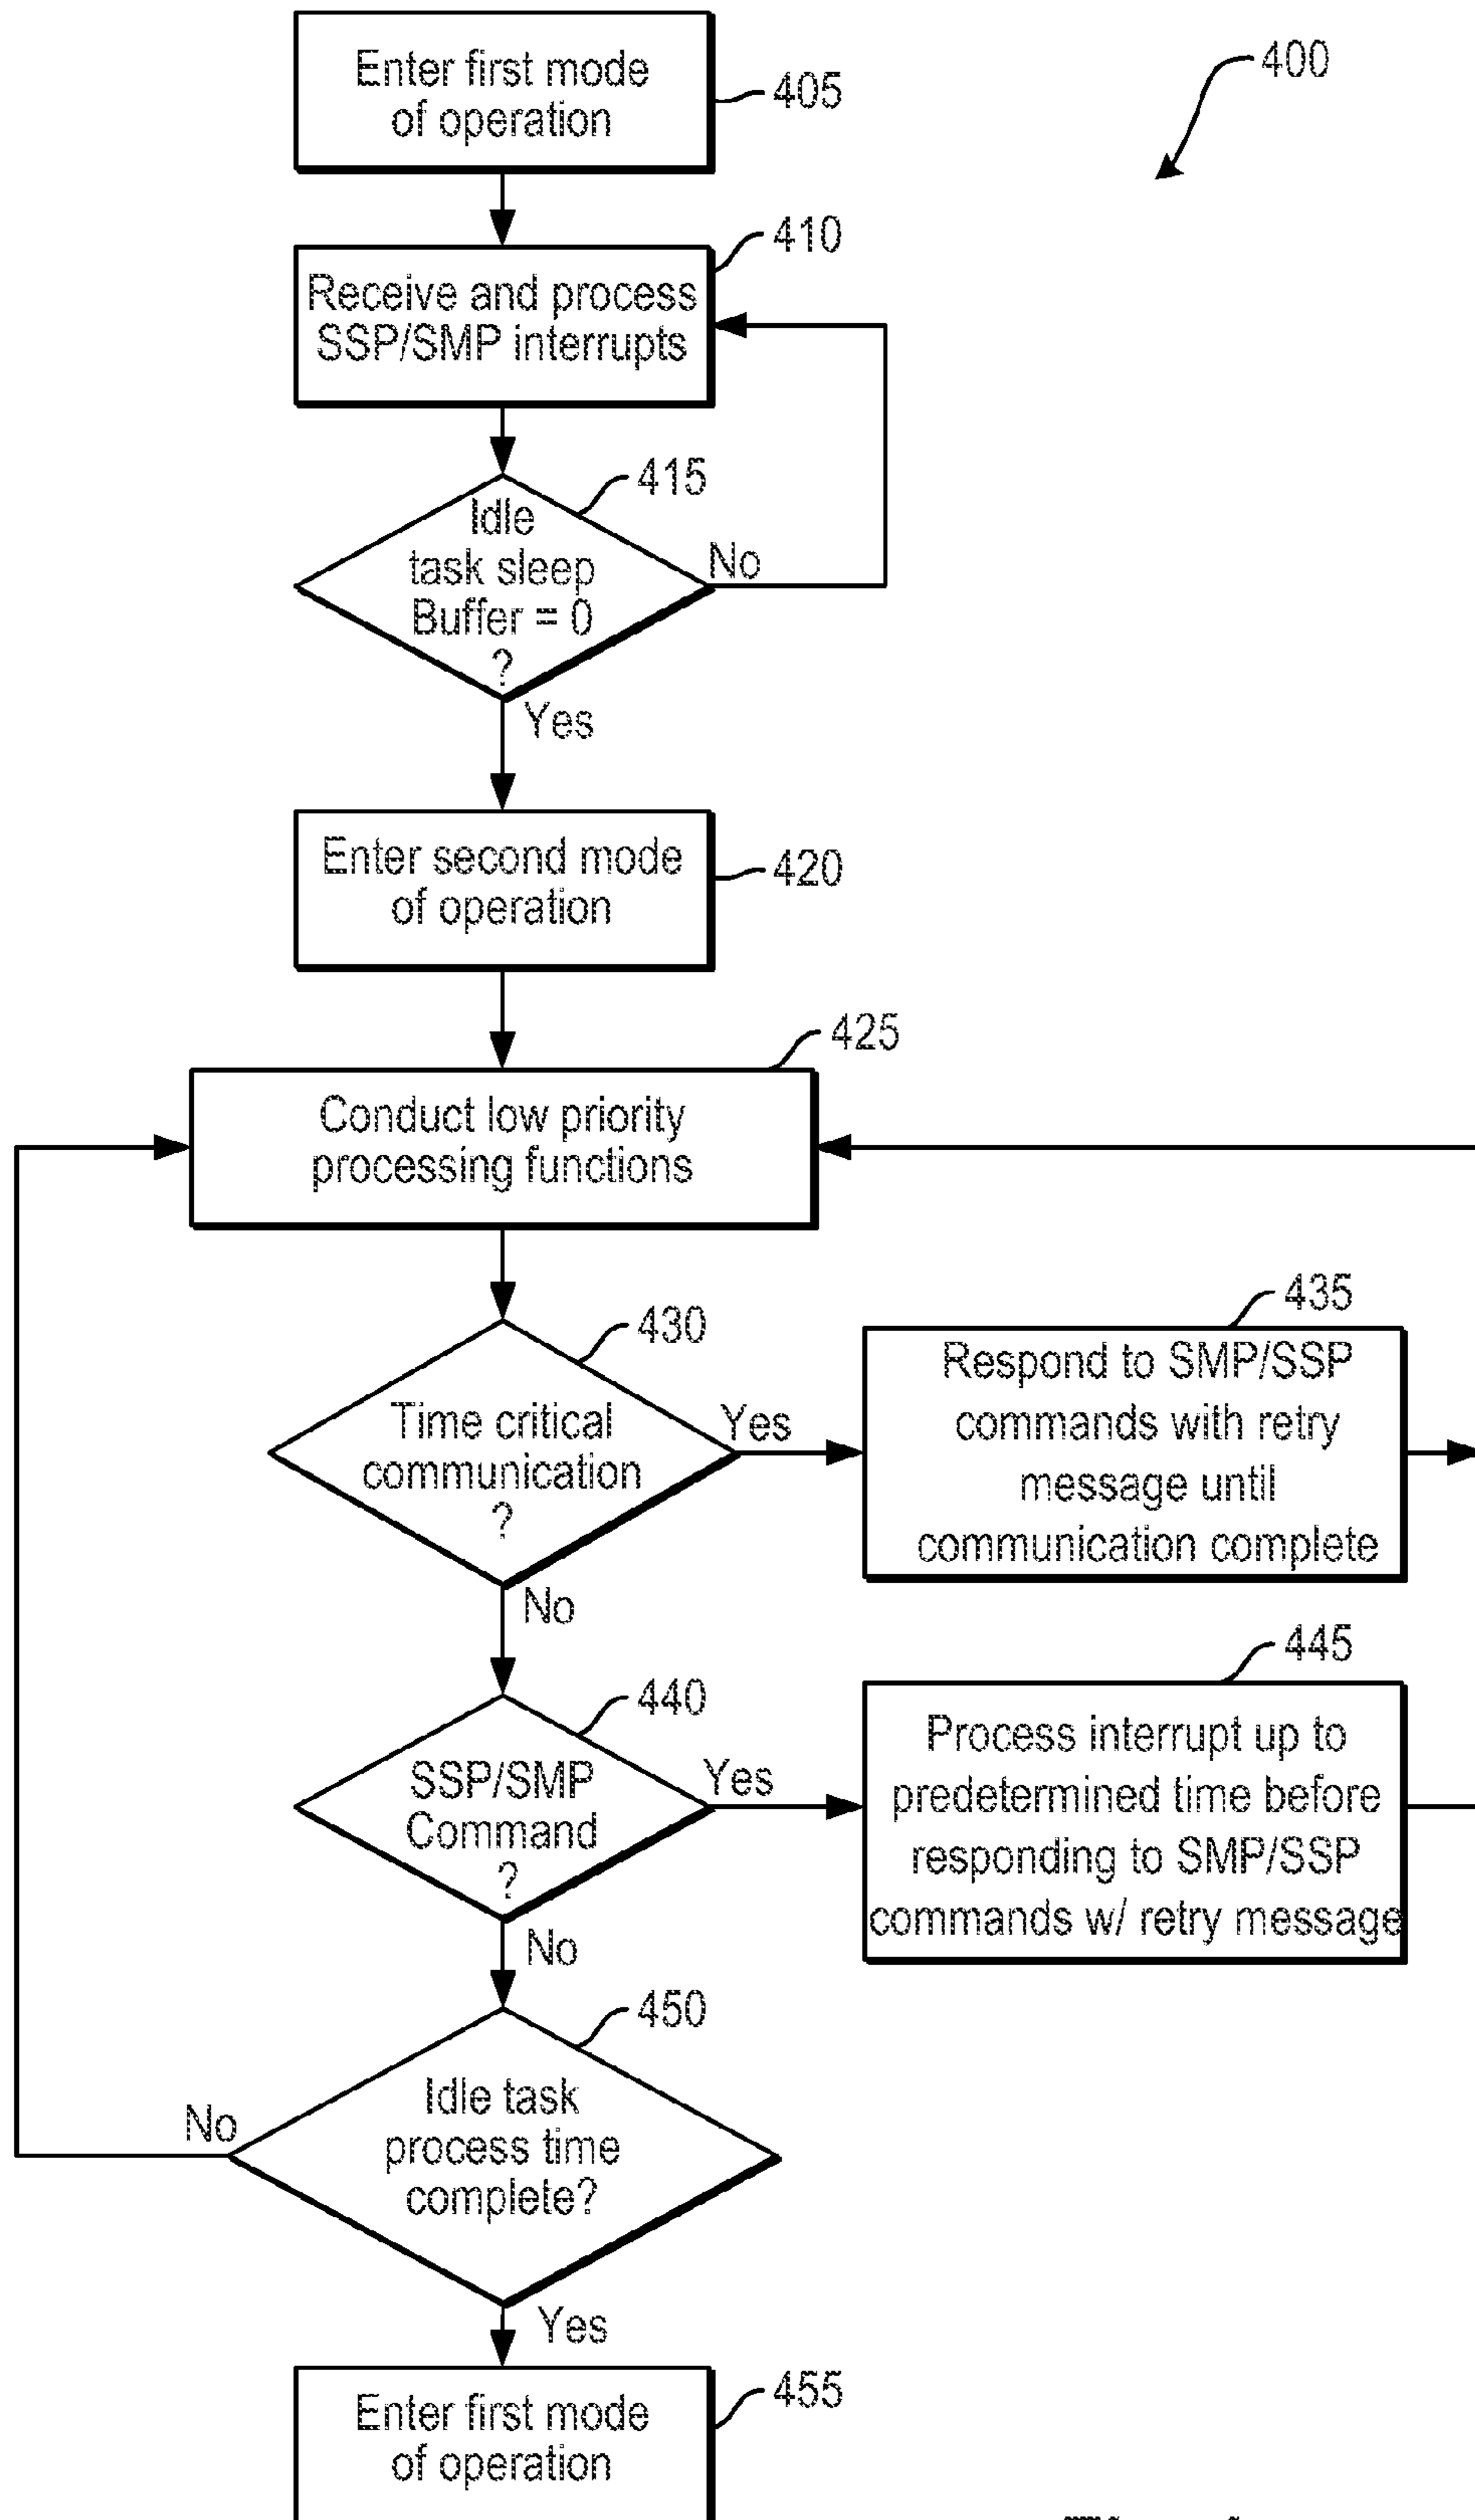 400
Enter first mode
of operation
405
410
Receive and process
SSP/SMP interrupts
415
Idle
task sleep
Buffer = 0
?
No
Yes
Enter second mode
of operation
420
425
Conduct low priority
processing functions
430
Time critical
communication
?
Yes
No
435
Respond to SMP/SSP
commands with retry
message until
communication complete
440
SSP/SMP
Command
?
Yes
No
445
Process interrupt up to
predetermined time before
responding to SMP/SSP
commands w/ retry message
450
Idle task
process time
complete?
No
Yes
455
Enter first mode
of operation